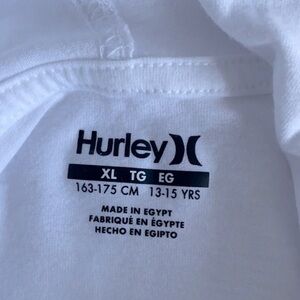 Hurley
XL TG EG
163-175 CM 13-15 YRS
MADE IN EGYPT
FABRIQUÉ EN ÉGYPTE
HECHO EN EGIPTO